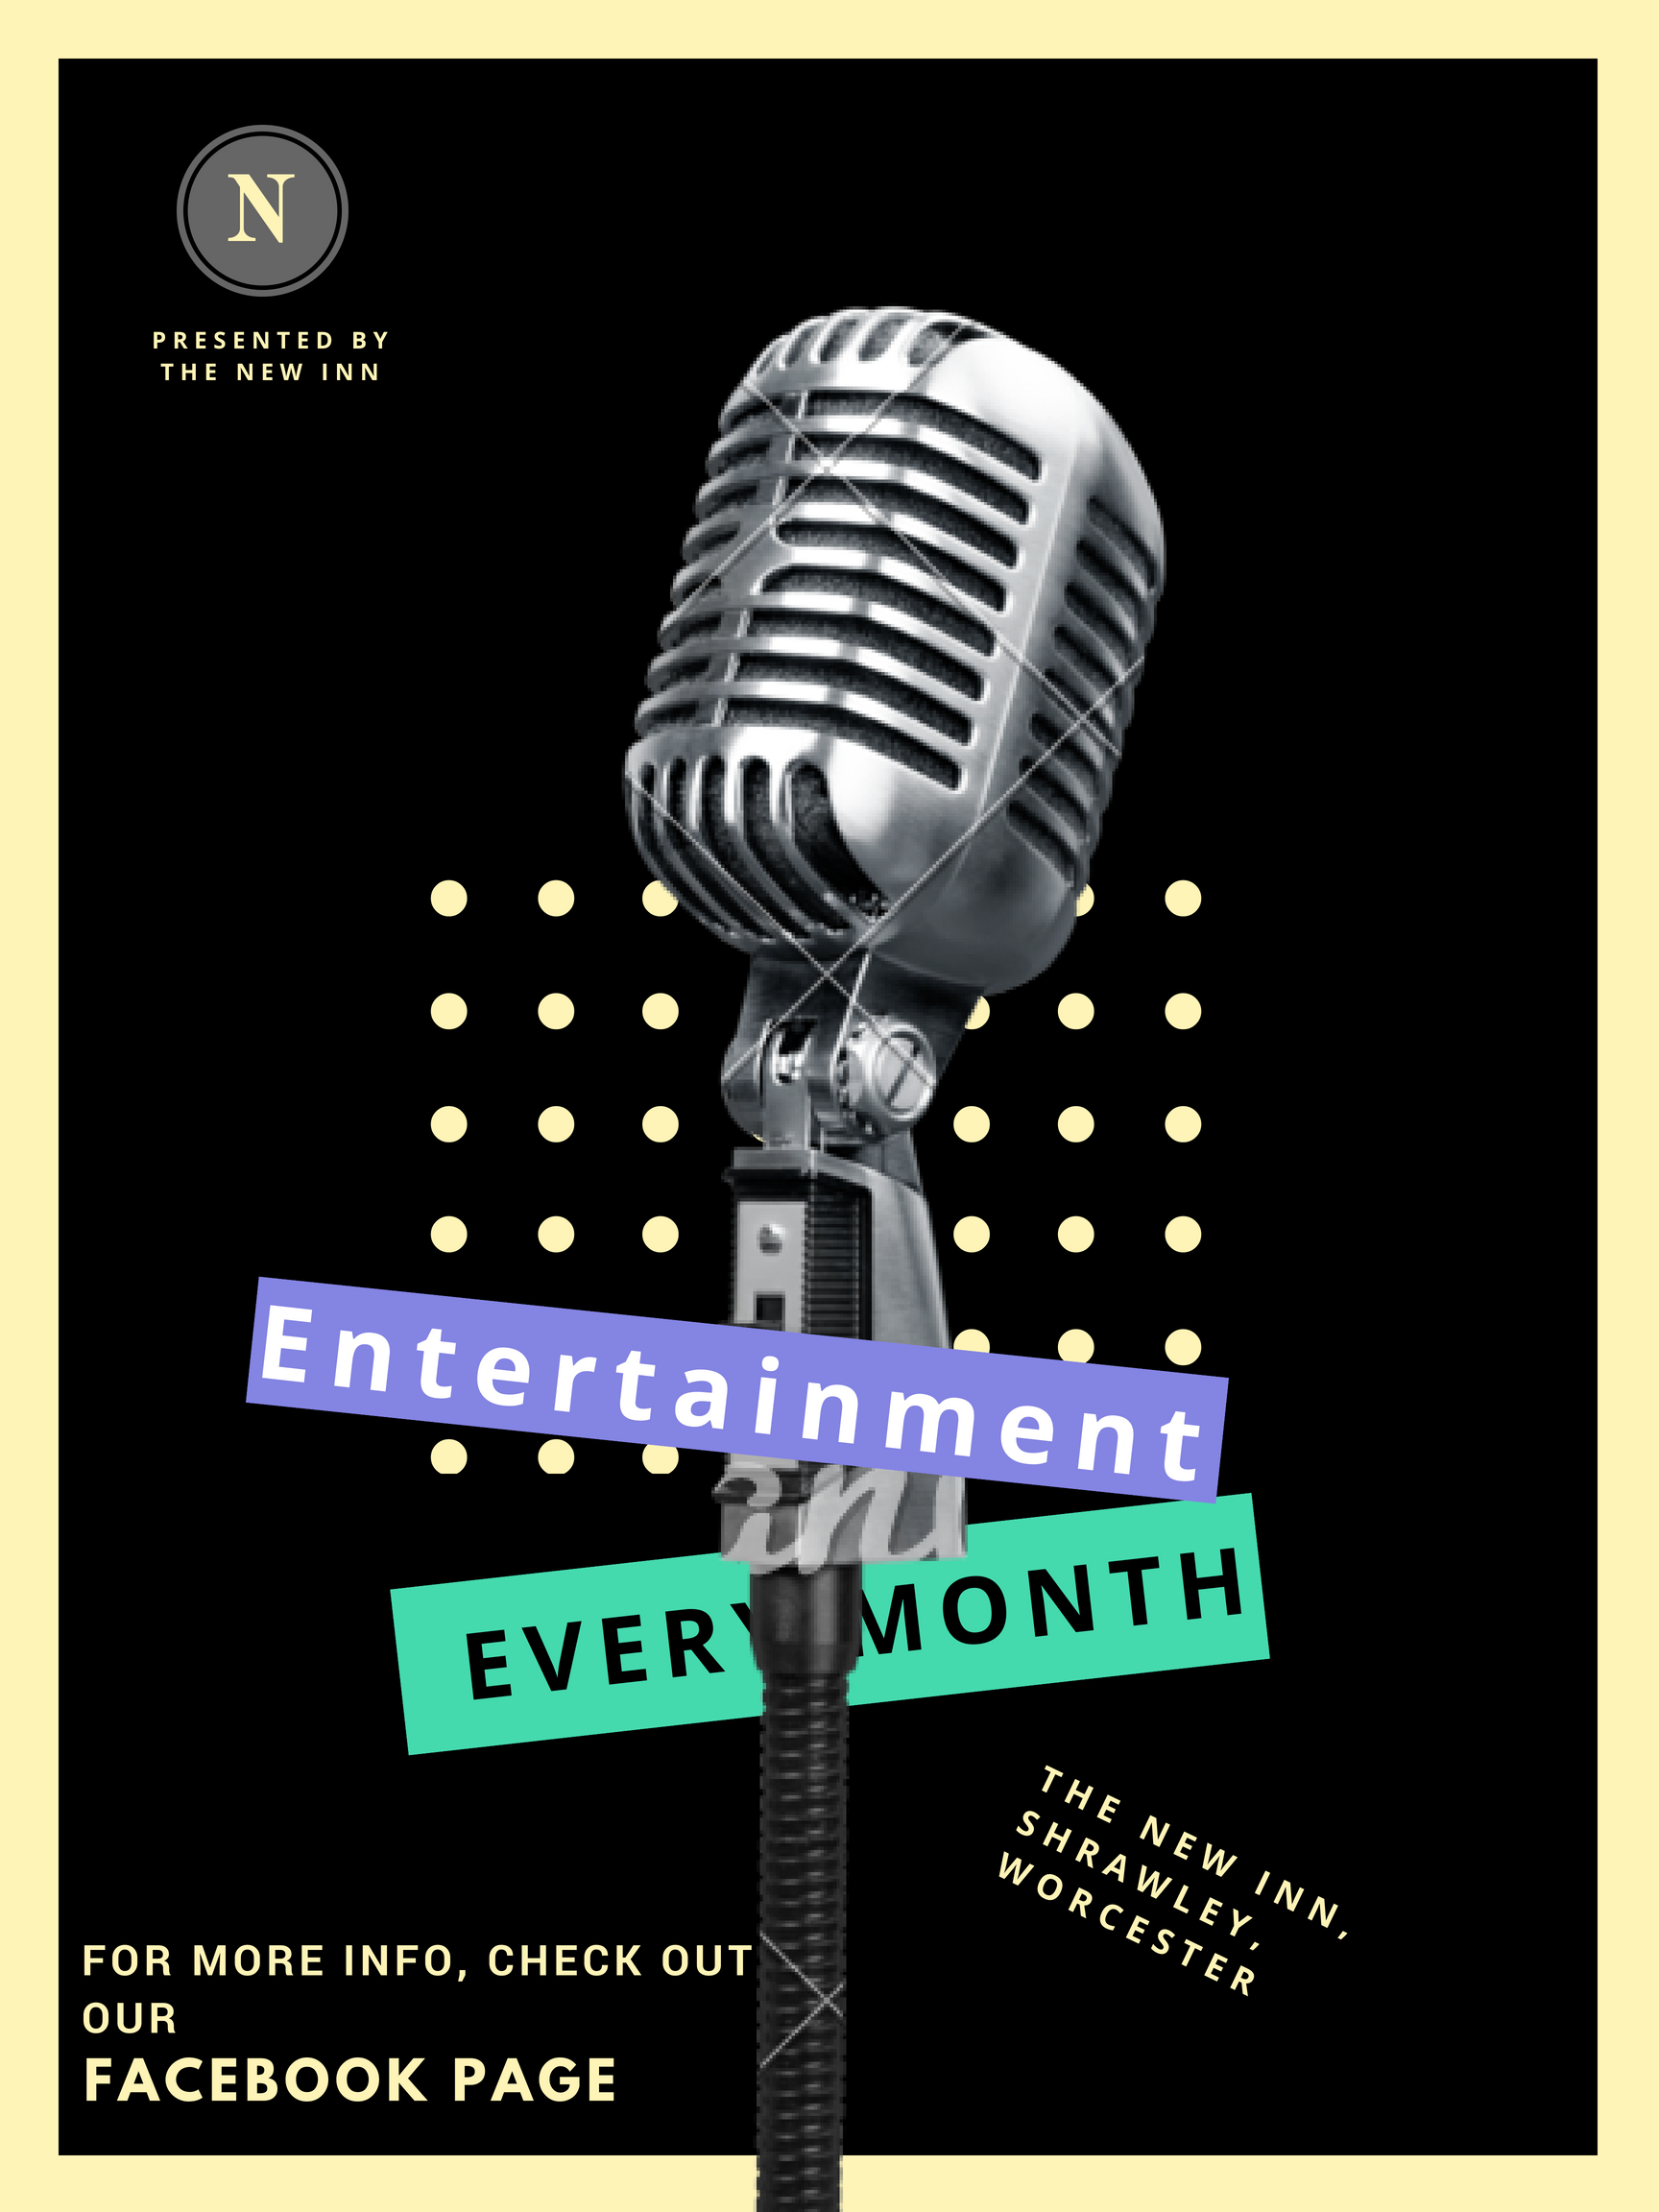 N
PRESENTED BY
THE NEW INN
Entertainment
EVERY MONTH
THE NEW INN,
SHRAWLEY,
WORCESTER
FOR MORE INFO, CHECK OUT
OUR
FACEBOOK PAGE